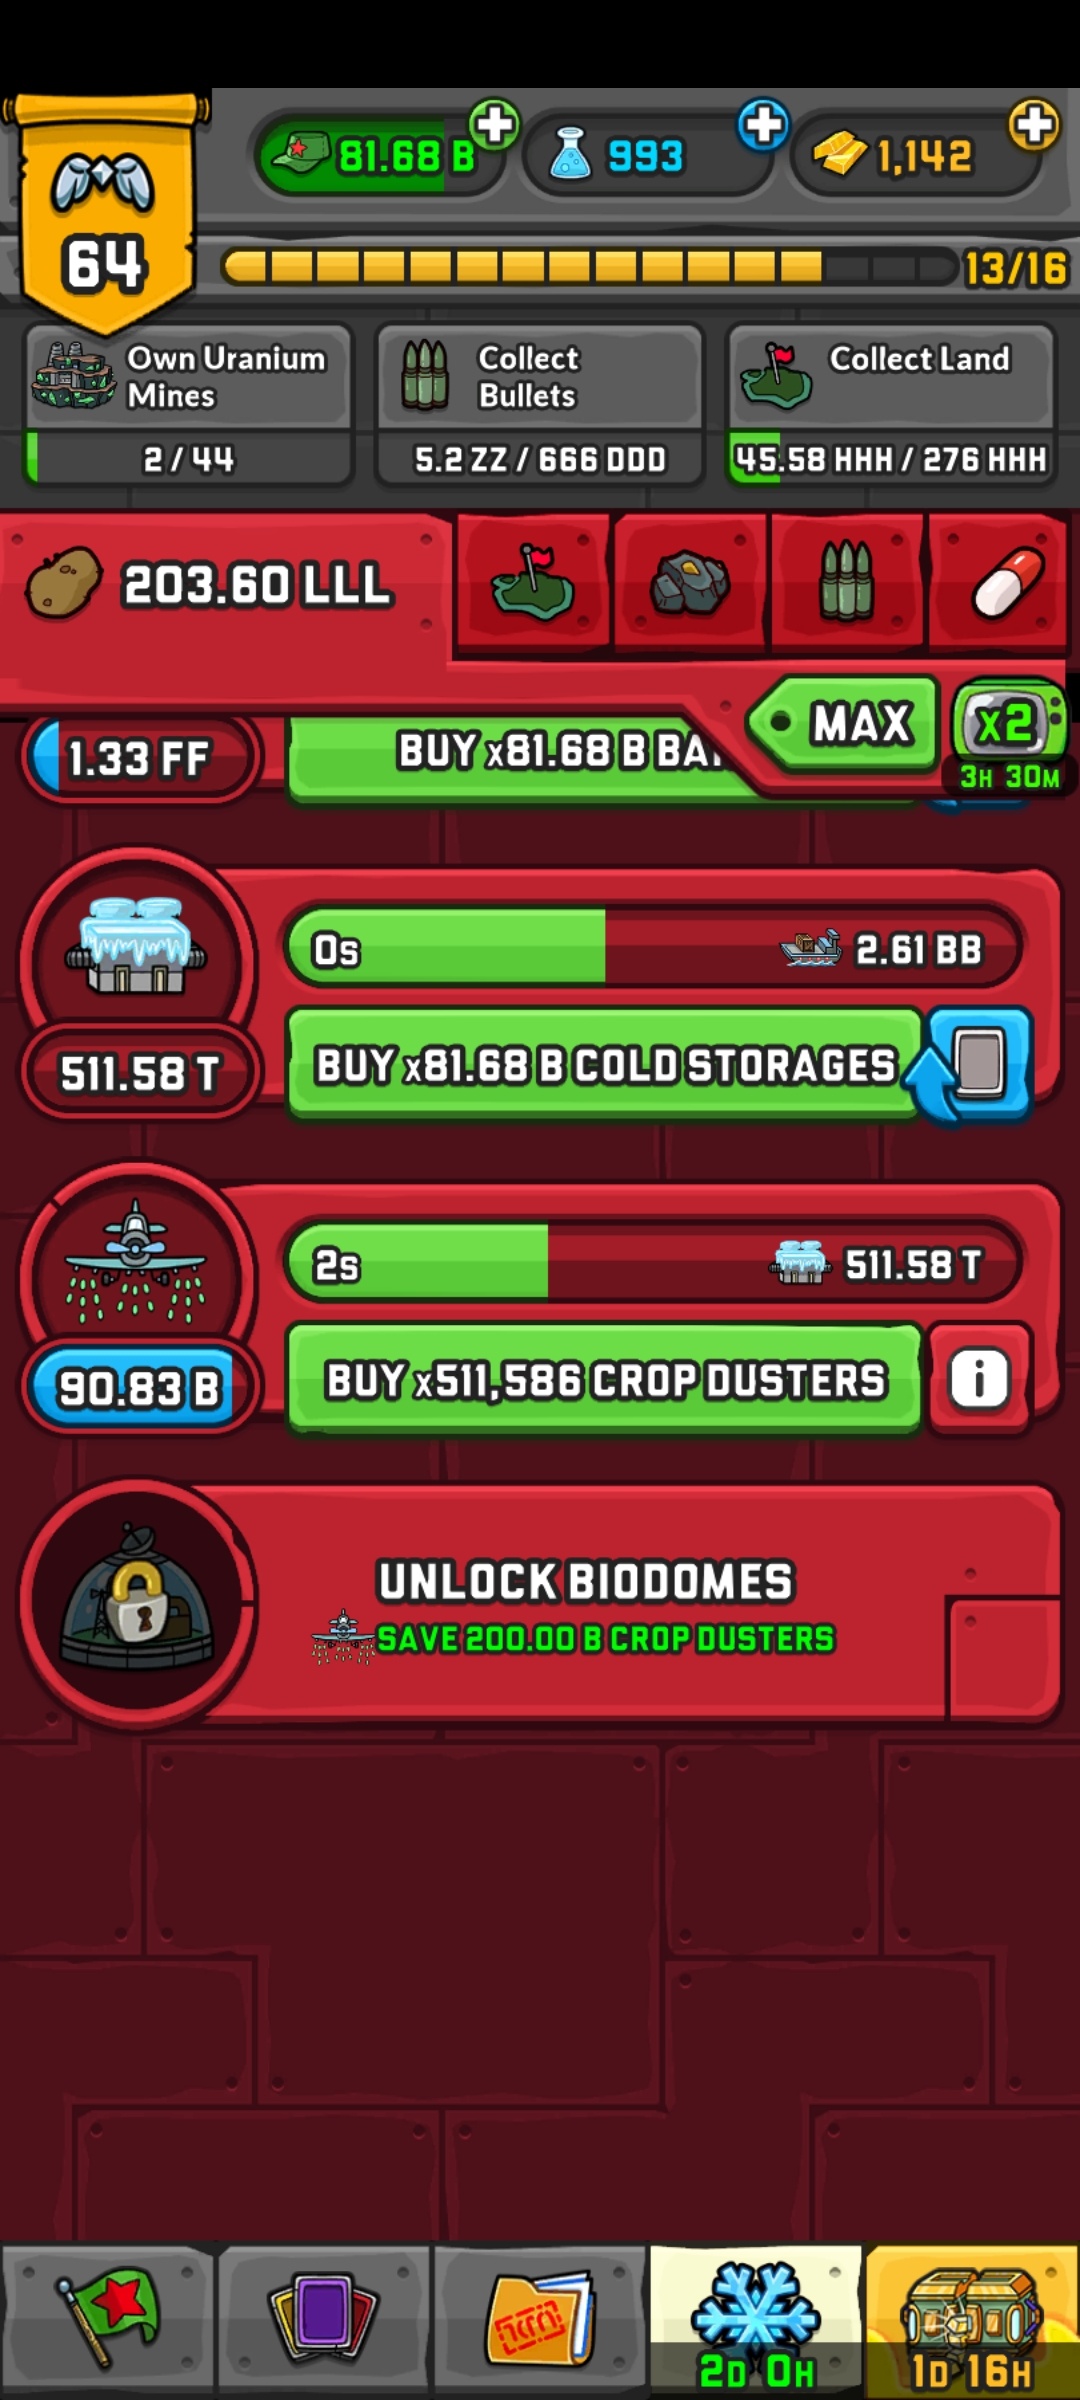 81.68 B
993
1,142
64
13/16
Own Uranium
Mines
2 / 44
Collect
Bullets
5.2 ZZ / 666 DDD
Collect Land
45.58 HHH / 276 HHH
203.60 LLL
MAX
X2
3H 30M
1.33 FF
BUY x81.68 B
0s
2.61 BB
511.58 T
BUY x81.68 B COLD STORAGES
2s
511.58 T
90.83 B
BUY x511,586 CROP DUSTERS
i
UNLOCK BIODOMES
SAVE 200.00 B CROP DUSTERS
2D 0H
1D 16H